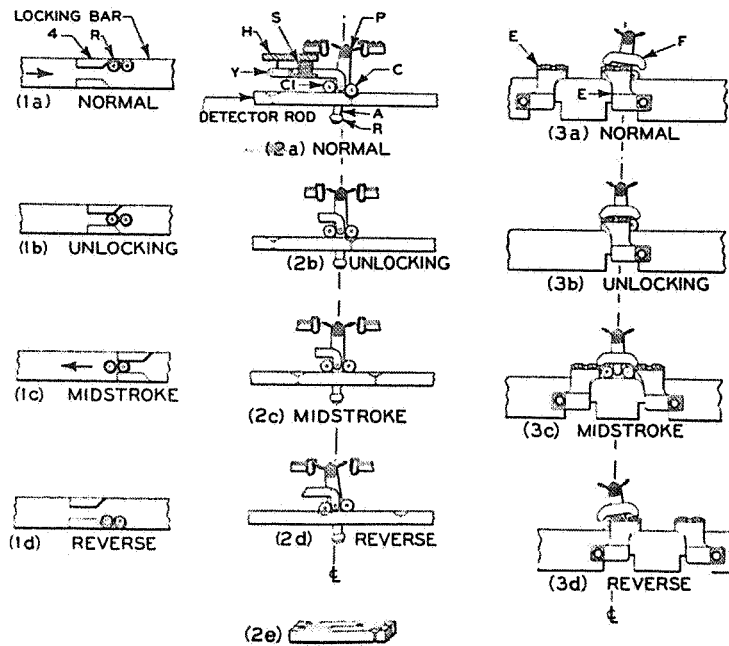 LOCKING BAR
4 R
(1a) NORMAL
S P
H
Y C
C1
DETECTOR ROD A
R
(2a) NORMAL
E F
E
(3a) NORMAL
(1b) UNLOCKING
(2b) UNLOCKING
(3b) UNLOCKING
(1c) MIDSTROKE
(2c) MIDSTROKE
(3c) MIDSTROKE
(1d) REVERSE
(2d) REVERSE
℄
(3d) REVERSE
℄
(2e)